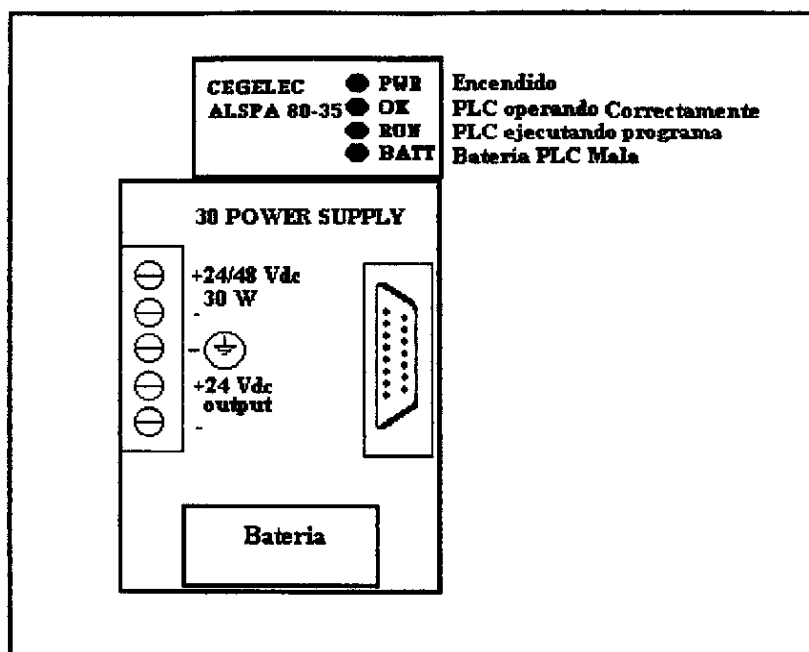 CEGELEC
ALSPA 80-35
PWR Encendido
OK PLC operando Correctamente
RUN PLC ejecutando programa
BATT Batería PLC Mala
30 POWER SUPPLY
+24/48 Vdc
30 W
-
-
+24 Vdc
output
-
Bateria